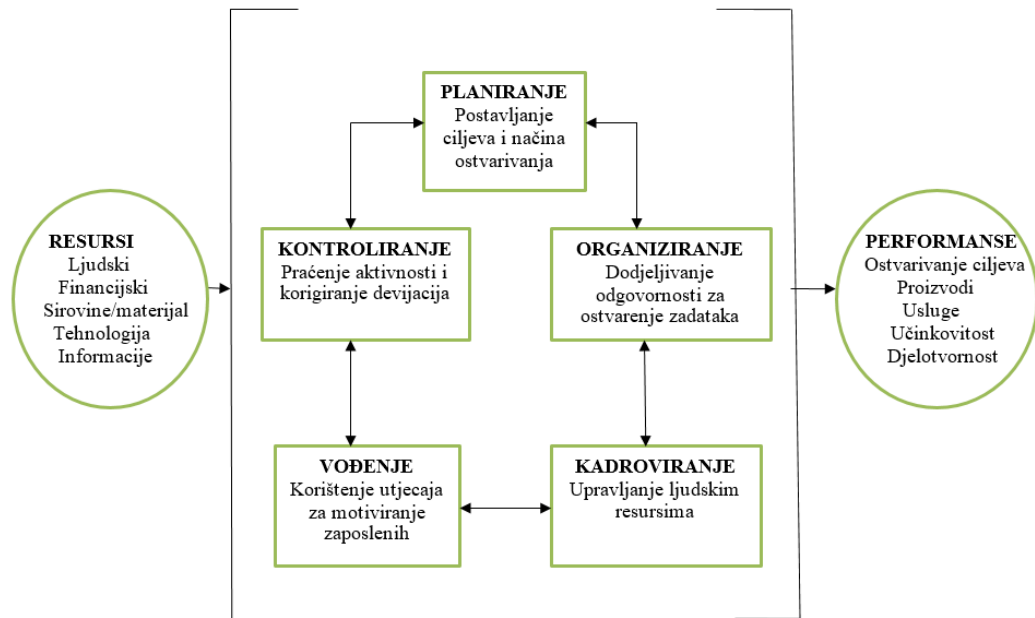 PLANIRANJE
Postavljanje
ciljeva i načina
ostvarivanja
RESURSI
Ljudski
Financijski
Sirovine/materijal
Tehnologija
Informacije
KONTROLIRANJE
Praćenje aktivnosti i
korigiranje devijacija
ORGANIZIRANJE
Dodjeljivanje
odgovornosti za
ostvarenje zadataka
PERFORMANSE
Ostvarivanje ciljeva
Proizvodi
Usluge
Učinkovitost
Djelotvornost
VOĐENJE
Korištenje utjecaja
za motiviranje
zaposlenih
KADROVIRANJE
Upravljanje ljudskim
resursima